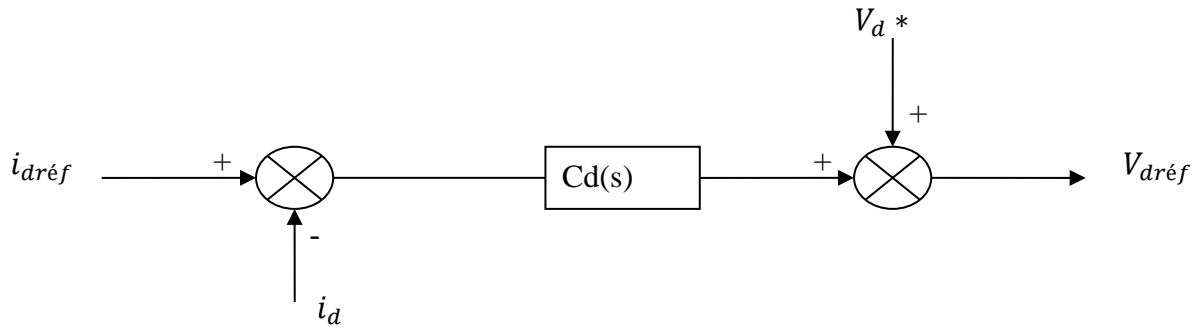 V_d *
+
i_dréf
+
Cd(s)
+
V_dréf
-
i_d